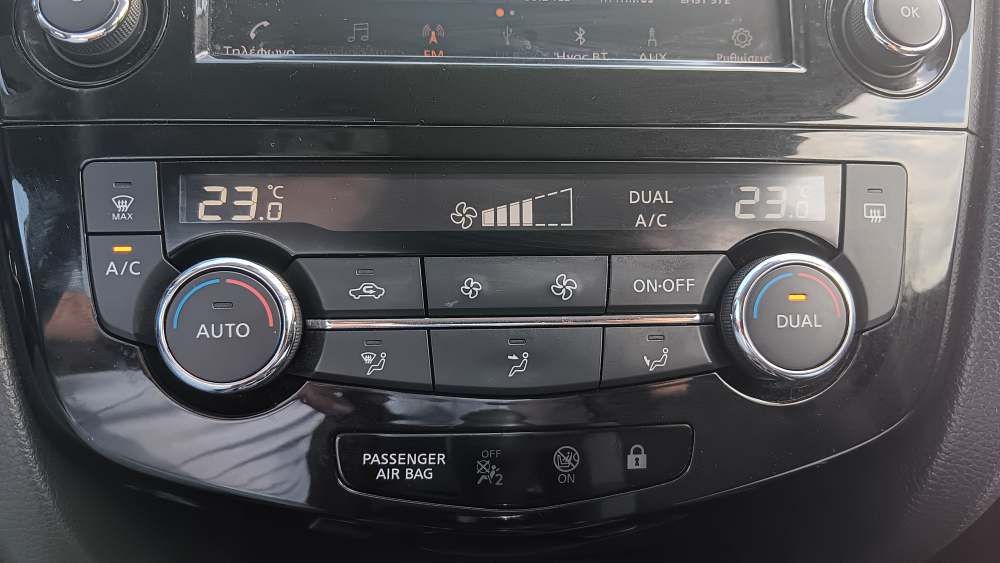 OK
Τηλέφωνο FM Ήχος BT AUX Ρυθμίσεις
MAX
23.0 °C
DUAL
A/C
23.0 °C
A/C
AUTO
ON·OFF
DUAL
PASSENGER
AIR BAG
OFF
2
ON